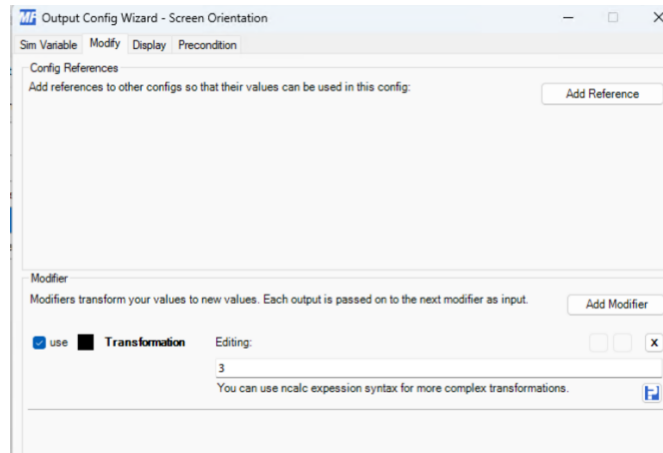 MF Output Config Wizard - Screen Orientation
Sim Variable Modify Display Precondition
Config References
Add references to other configs so that their values can be used in this config:
Add Reference
Modifier
Modifiers transform your values to new values. Each output is passed on to the next modifier as input.
Add Modifier
use Transformation Editing:
X
3
You can use ncalc expession syntax for more complex transformations.